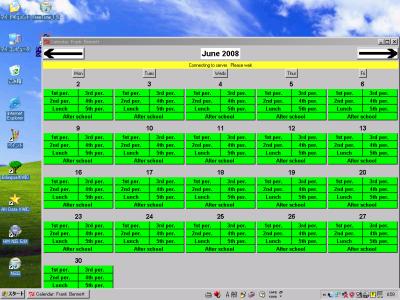 Calendar Frank Bennett
June 2008
Connecting to server. Please wait
Mon Tues Wed Thur Fri
2 3 4 5 6
1st per. 3rd per. 1st per. 3rd per. 1st per. 3rd per. 1st per. 3rd per. 1st per. 3rd per.
2nd per. 4th per. 2nd per. 4th per. 2nd per. 4th per. 2nd per. 4th per. 2nd per. 4th per.
Lunch 5th per. Lunch 5th per. Lunch 5th per. Lunch 5th per. Lunch 5th per.
After school After school After school After school After school
9 10 11 12 13
1st per. 3rd per. 1st per. 3rd per. 1st per. 3rd per. 1st per. 3rd per. 1st per. 3rd per.
2nd per. 4th per. 2nd per. 4th per. 2nd per. 4th per. 2nd per. 4th per. 2nd per. 4th per.
Lunch 5th per. Lunch 5th per. Lunch 5th per. Lunch 5th per. Lunch 5th per.
After school After school After school After school After school
16 17 18 19 20
1st per. 3rd per. 1st per. 3rd per. 1st per. 3rd per. 1st per. 3rd per. 1st per. 3rd per.
2nd per. 4th per. 2nd per. 4th per. 2nd per. 4th per. 2nd per. 4th per. 2nd per. 4th per.
Lunch 5th per. Lunch 5th per. Lunch 5th per. Lunch 5th per. Lunch 5th per.
After school After school After school After school After school
23 24 25 26 27
1st per. 3rd per. 1st per. 3rd per. 1st per. 3rd per. 1st per. 3rd per. 1st per. 3rd per.
2nd per. 4th per. 2nd per. 4th per. 2nd per. 4th per. 2nd per. 4th per. 2nd per. 4th per.
Lunch 5th per. Lunch 5th per. Lunch 5th per. Lunch 5th per. Lunch 5th per.
After school After school After school After school After school
30
1st per. 3rd per.
2nd per. 4th per.
Lunch 5th per.
After school
Internet
Explorer
スタート
Calendar Frank Bennett